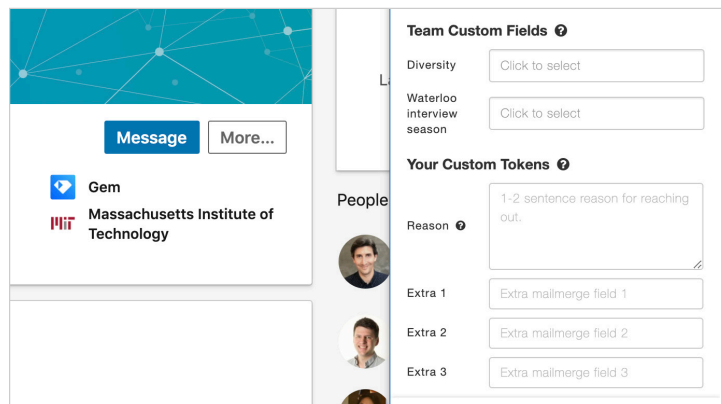 Message
More...
Gem
Massachusetts Institute of
Technology
People
Team Custom Fields ?
Diversity
Click to select
Waterloo
interview
season
Click to select
Your Custom Tokens ?
Reason ?
1-2 sentence reason for reaching
out.
Extra 1
Extra mailmerge field 1
Extra 2
Extra mailmerge field 2
Extra 3
Extra mailmerge field 3